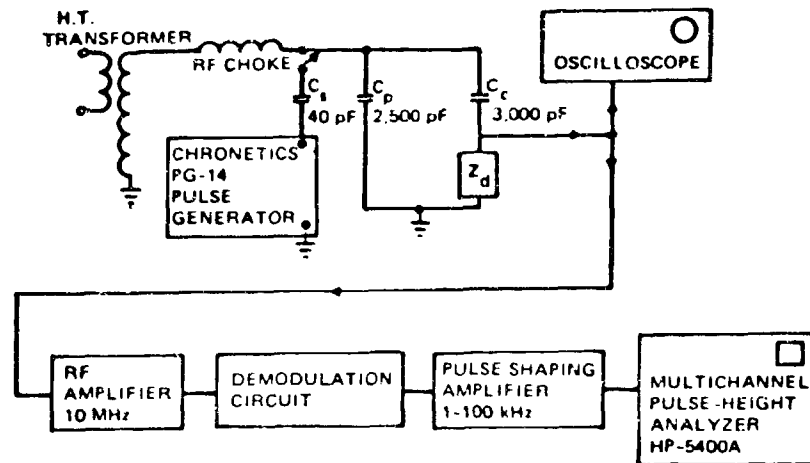 H.T.
TRANSFORMER
RF CHOKE
OSCILLOSCOPE
Cs
40 pF
Cp
2,500 pF
Cc
3,000 pF
Zd
CHRONETICS
PG-14
PULSE
GENERATOR
RF
AMPLIFIER
10 MHz
DEMODULATION
CIRCUIT
PULSE SHAPING
AMPLIFIER
1-100 kHz
MULTICHANNEL
PULSE-HEIGHT
ANALYZER
HP-5400A